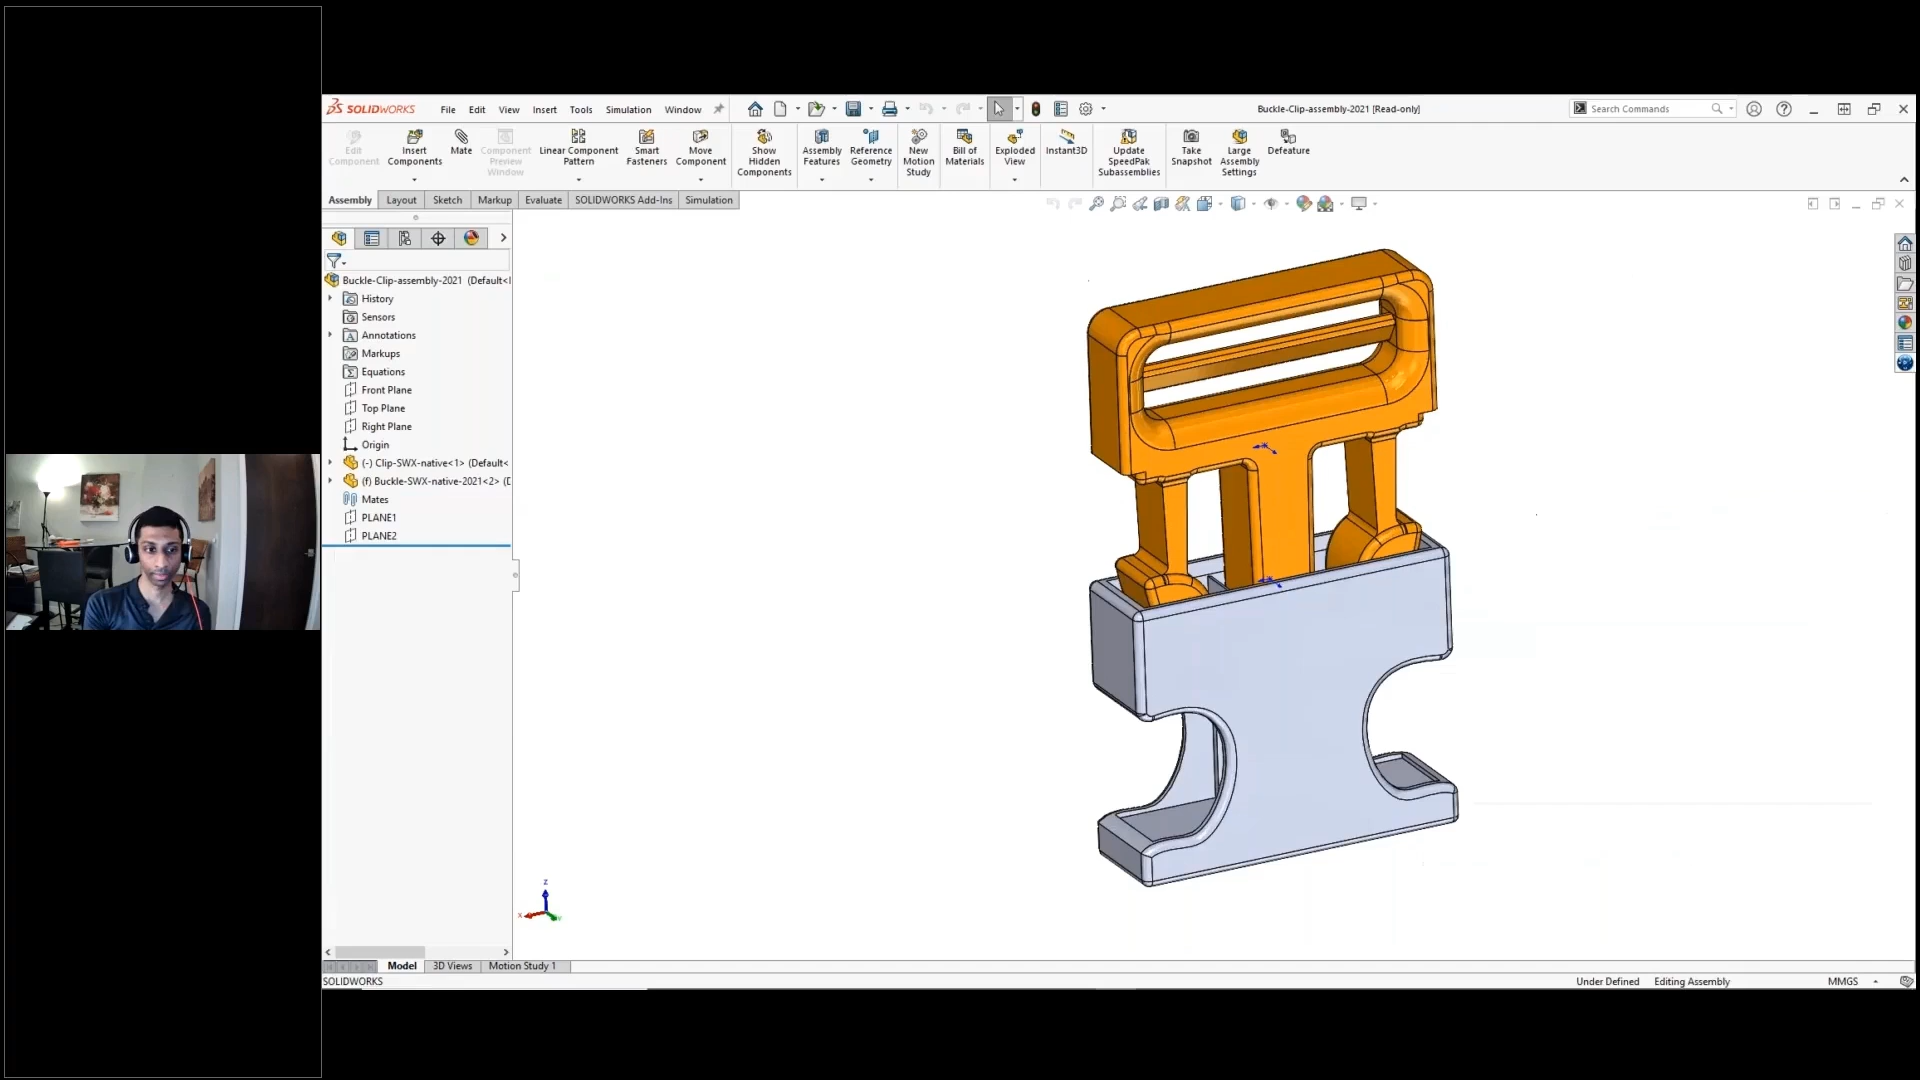 SOLIDWORKS File Edit View Insert Tools Simulation Window
Buckle-Clip-assembly-2021 [Read-only]
Search Commands
Edit Component
Insert Components
Mate
Component Preview Window
Linear Component Pattern
Smart Fasteners
Move Component
Show Hidden Components
Assembly Features
Reference Geometry
New Motion Study
Bill of Materials
Exploded View
Instant3D
Update SpeedPak Subassemblies
Take Snapshot
Large Assembly Settings
Defeature
Assembly Layout Sketch Markup Evaluate SOLIDWORKS Add-Ins Simulation
Buckle-Clip-assembly-2021 (Default<
History
Sensors
Annotations
Markups
Equations
Front Plane
Top Plane
Right Plane
Origin
(-) Clip-SWX-native<1> (Default<
(f) Buckle-SWX-native-2021<2> (D
Mates
PLANE1
PLANE2
Z
X
Model 3D Views Motion Study 1
SOLIDWORKS
Under Defined Editing Assembly MMGS